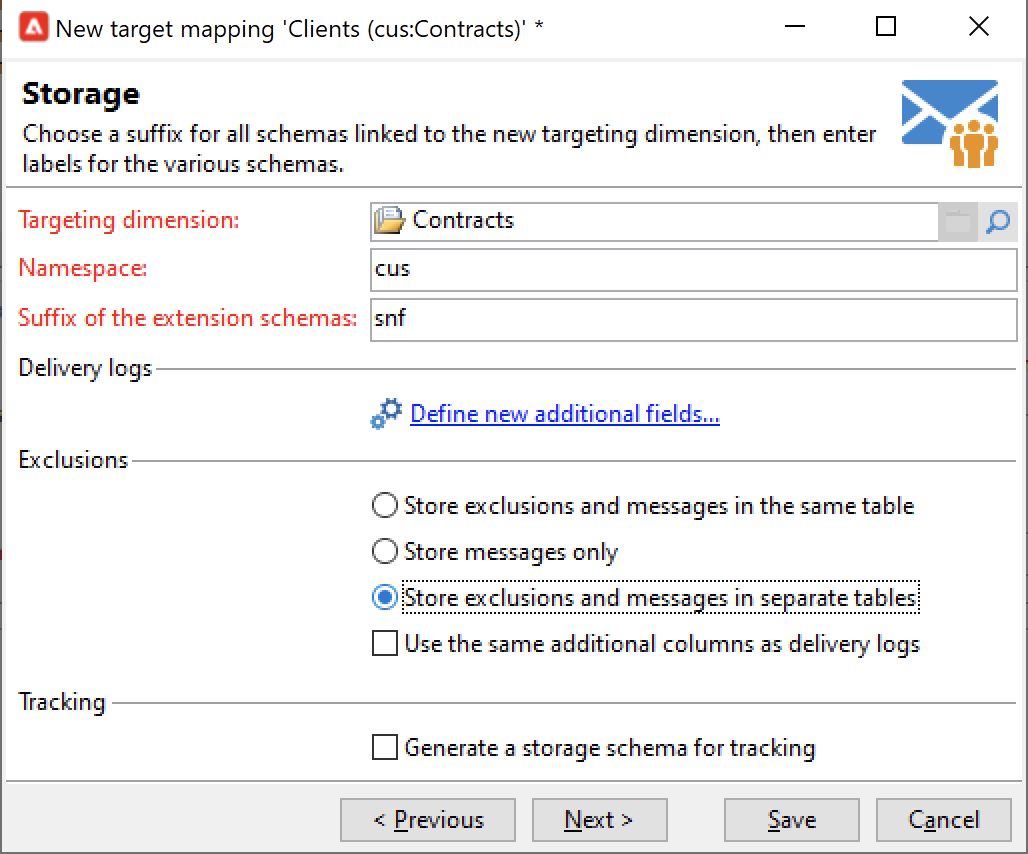 New target mapping 'Clients (cus:Contracts)' *
Storage
Choose a suffix for all schemas linked to the new targeting dimension, then enter
labels for the various schemas.
Targeting dimension: Contracts
Namespace: cus
Suffix of the extension schemas: snf
Delivery logs
Define new additional fields...
Exclusions
Store exclusions and messages in the same table
Store messages only
Store exclusions and messages in separate tables
Use the same additional columns as delivery logs
Tracking
Generate a storage schema for tracking
< Previous Next > Save Cancel